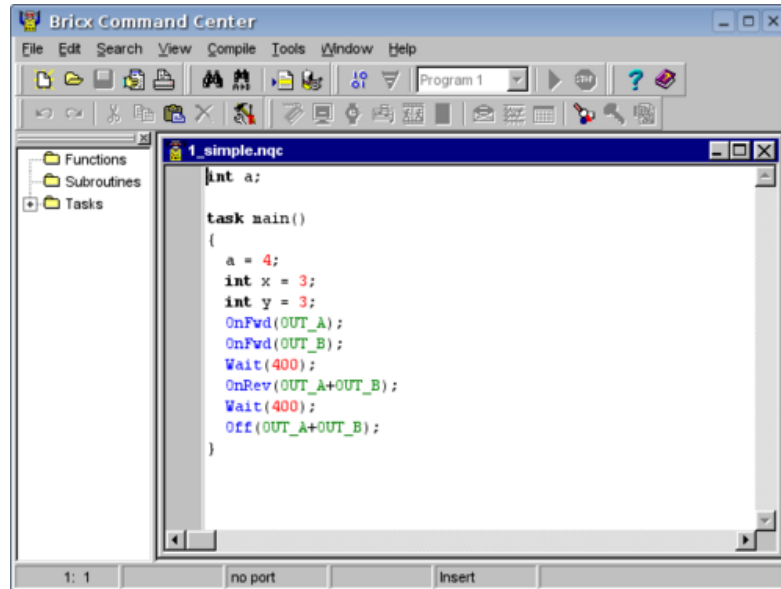 Bricx Command Center
File Edit Search View Compile Tools Window Help
Program 1
Functions
Subroutines
Tasks
1_simple.nqc
int a;
task main()
{
a = 4;
int x = 3;
int y = 3;
OnFwd(OUT_A);
OnFwd(OUT_B);
Wait(400);
OnRev(OUT_A+OUT_B);
Wait(400);
Off(OUT_A+OUT_B);
}
1: 1 no port Insert